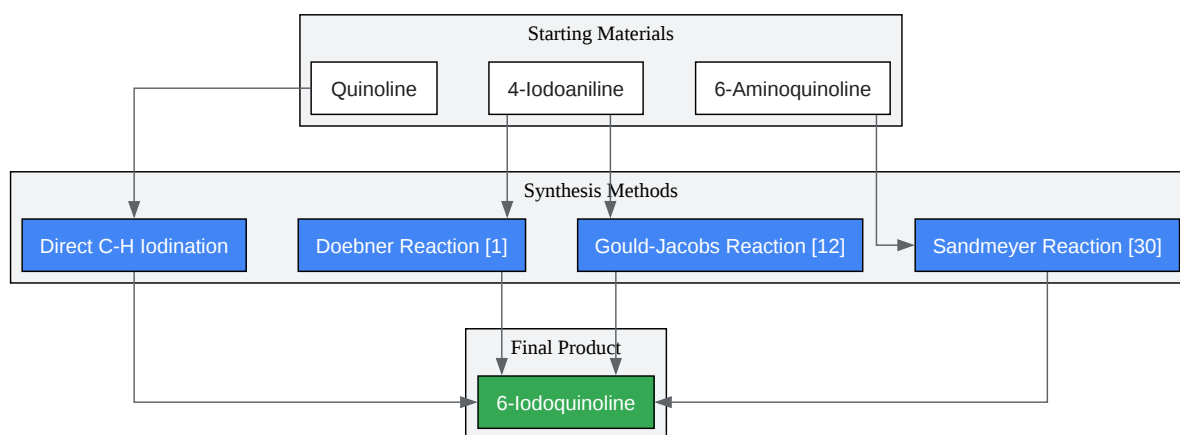 Starting Materials
Quinoline
4-Iodoaniline
6-Aminoquinoline
Synthesis Methods
Direct C-H Iodination
Doebner Reaction [1]
Gould-Jacobs Reaction [12]
Sandmeyer Reaction [30]
Final Product
6-Iodoquinoline